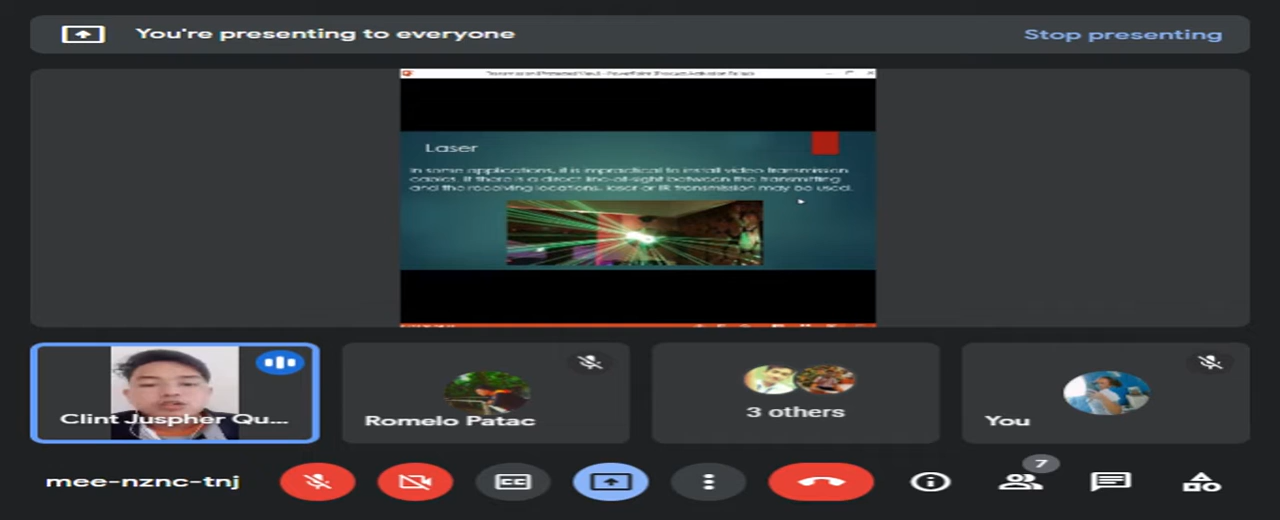 You're presenting to everyone
Stop presenting
Laser
In some applications, it is impractical to install video transmission
cables. If there is a direct line-of-sight between the transmitting
and the receiving locations, laser or IR transmission may be used.
Clint Juspher Qu...
Romelo Patac
3 others
You
mee-nznc-tnj
CC
7